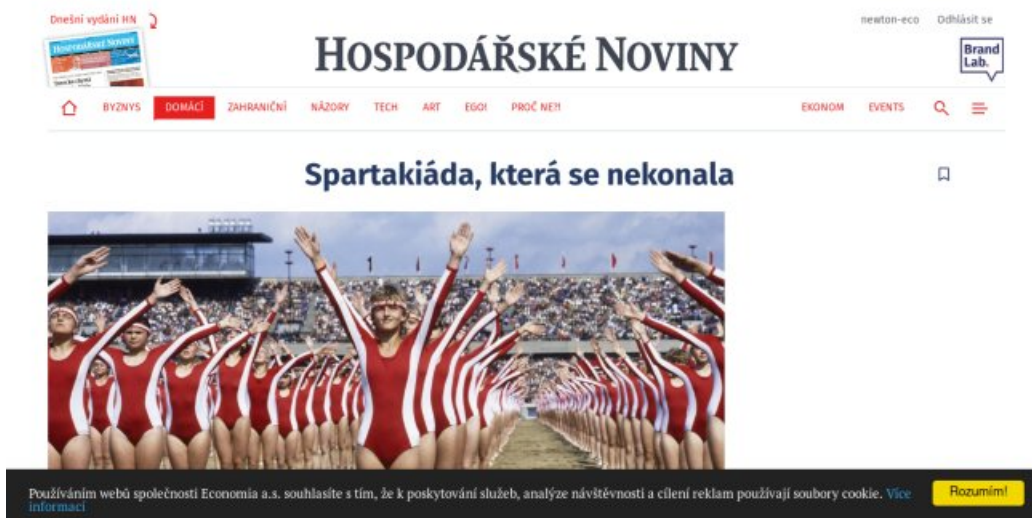 Dnešní vydání HN
newton-eco Odhlásit se
HOSPODÁŘSKÉ NOVINY
Brand
Lab.
BYZNYS DOMÁCÍ ZAHRANIČNÍ NÁZORY TECH ART EGO! PROČ NE?! EKONOM EVENTS
Spartakiáda, která se nekonala
Používáním webů společnosti Economia a.s. souhlasíte s tím, že k poskytování služeb, analýze návštěvnosti a cílení reklam používají soubory cookie. Více
informací
Rozumím!